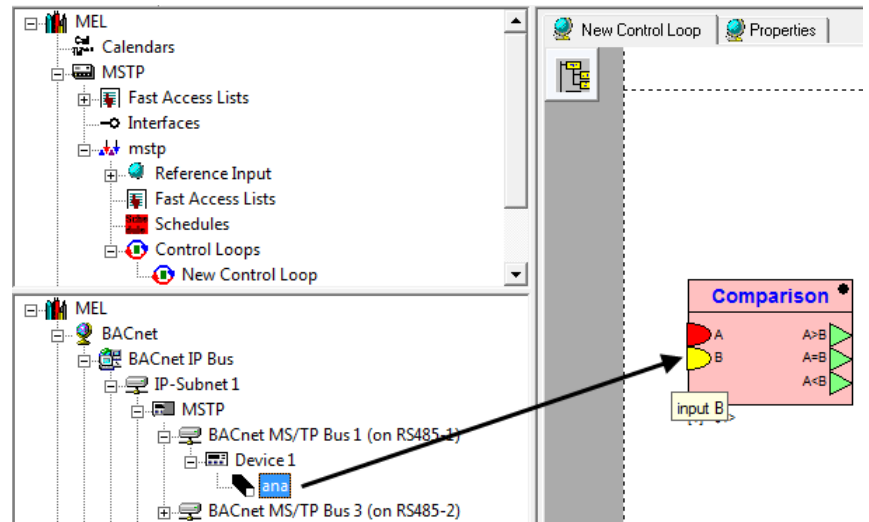 MEL
Calendars
MSTP
Fast Access Lists
Interfaces
mstp
Reference Input
Fast Access Lists
Schedules
Control Loops
New Control Loop
MEL
BACnet
BACnet IP Bus
IP-Subnet 1
MSTP
BACnet MS/TP Bus 1 (on RS485-1)
Device 1
ana
BACnet MS/TP Bus 3 (on RS485-2)
New Control Loop
Properties
Comparison
A A>B
B A=B
A<B
input B